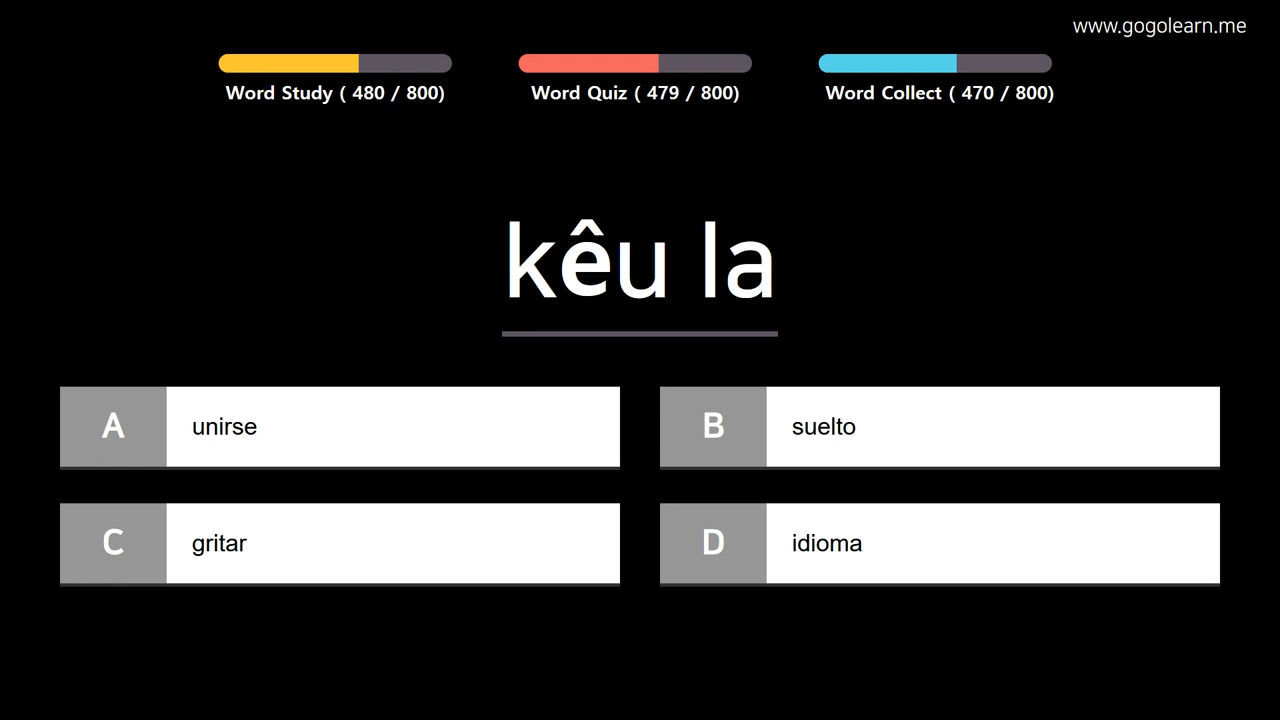 www.gogolearn.me
Word Study ( 480 / 800)
Word Quiz ( 479 / 800)
Word Collect ( 470 / 800)
kêu la
A unirse
B suelto
C gritar
D idioma